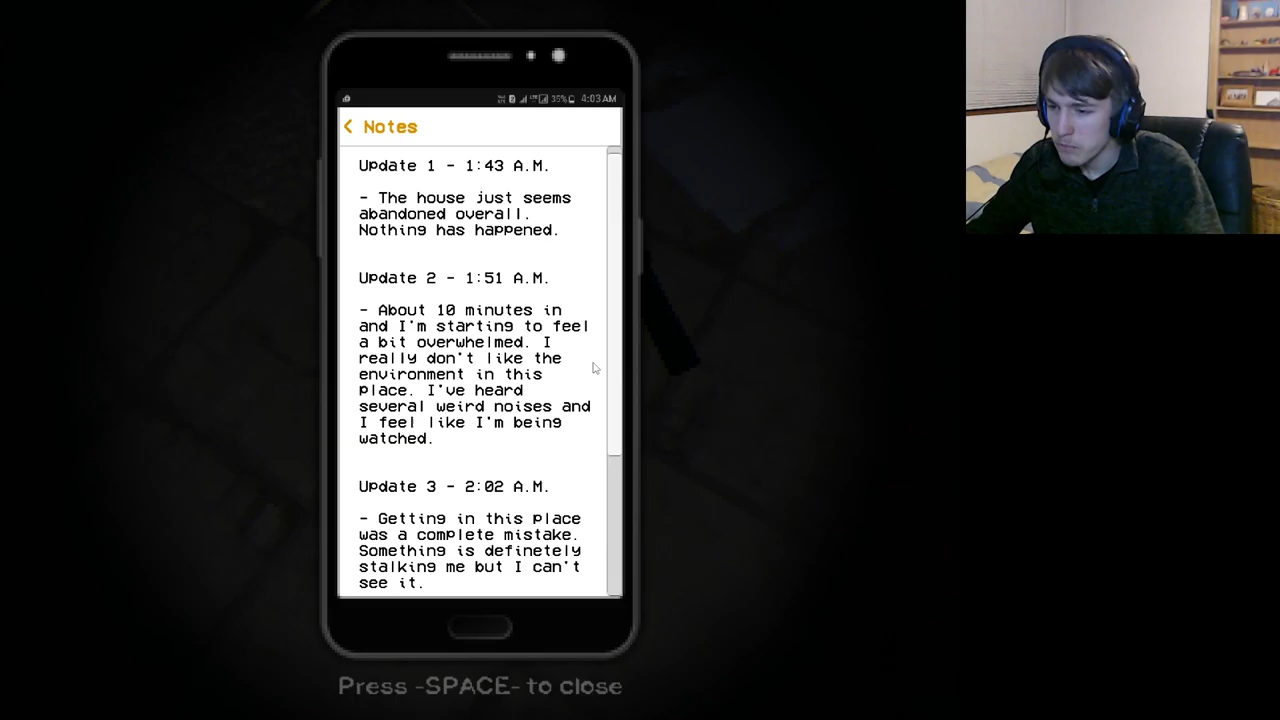 35% 4:03 AM
< Notes
Update 1 - 1:43 A.M.
- The house just seems
abandoned overall.
Nothing has happened.
Update 2 - 1:51 A.M.
- About 10 minutes in
and I'm starting to feel
a bit overwhelmed. I
really don't like the
environment in this
place. I've heard
several weird noises and
I feel like I'm being
watched.
Update 3 - 2:02 A.M.
- Getting in this place
was a complete mistake.
Something is definetely
stalking me but I can't
see it.
Press -SPACE- to close